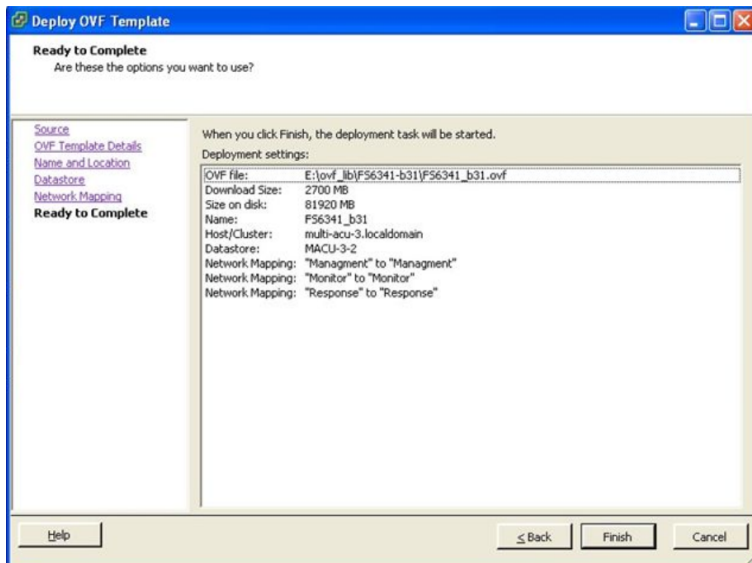 Deploy OVF Template
Ready to Complete
Are these the options you want to use?
Source
OVF Template Details
Name and Location
Datastore
Network Mapping
Ready to Complete
When you click Finish, the deployment task will be started.
Deployment settings:
OVF file: E:\ovf_lib\FS6341-b31\FS6341_b31.ovf
Download Size: 2700 MB
Size on disk: 81920 MB
Name: FS6341_b31
Host/Cluster: multi-acu-3.localdomain
Datastore: MACU-3-2
Network Mapping: "Managment" to "Managment"
Network Mapping: "Monitor" to "Monitor"
Network Mapping: "Response" to "Response"
Help
≤ Back
Finish
Cancel